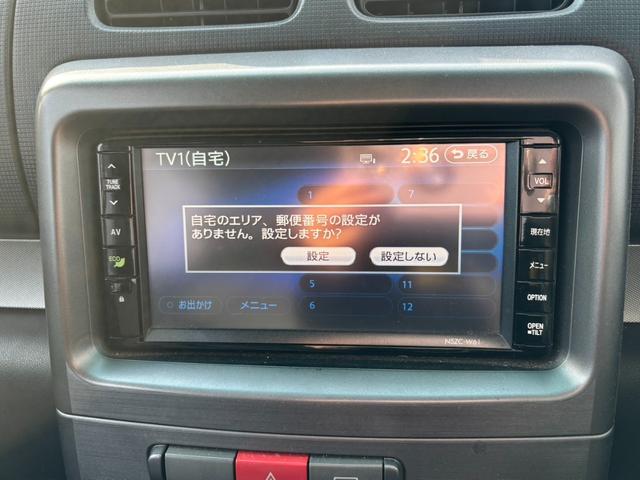 TV1(自宅)
2:36
戻る
1
7
自宅のエリア、郵便番号の設定が
ありません。設定しますか?
設定
設定しない
5
11
お出かけ
メニュー
6
12
TUNE
TRACK
AV
ECO
VOL
現在地
メニュー
OPTION
OPEN
TILT
NSZC-W61